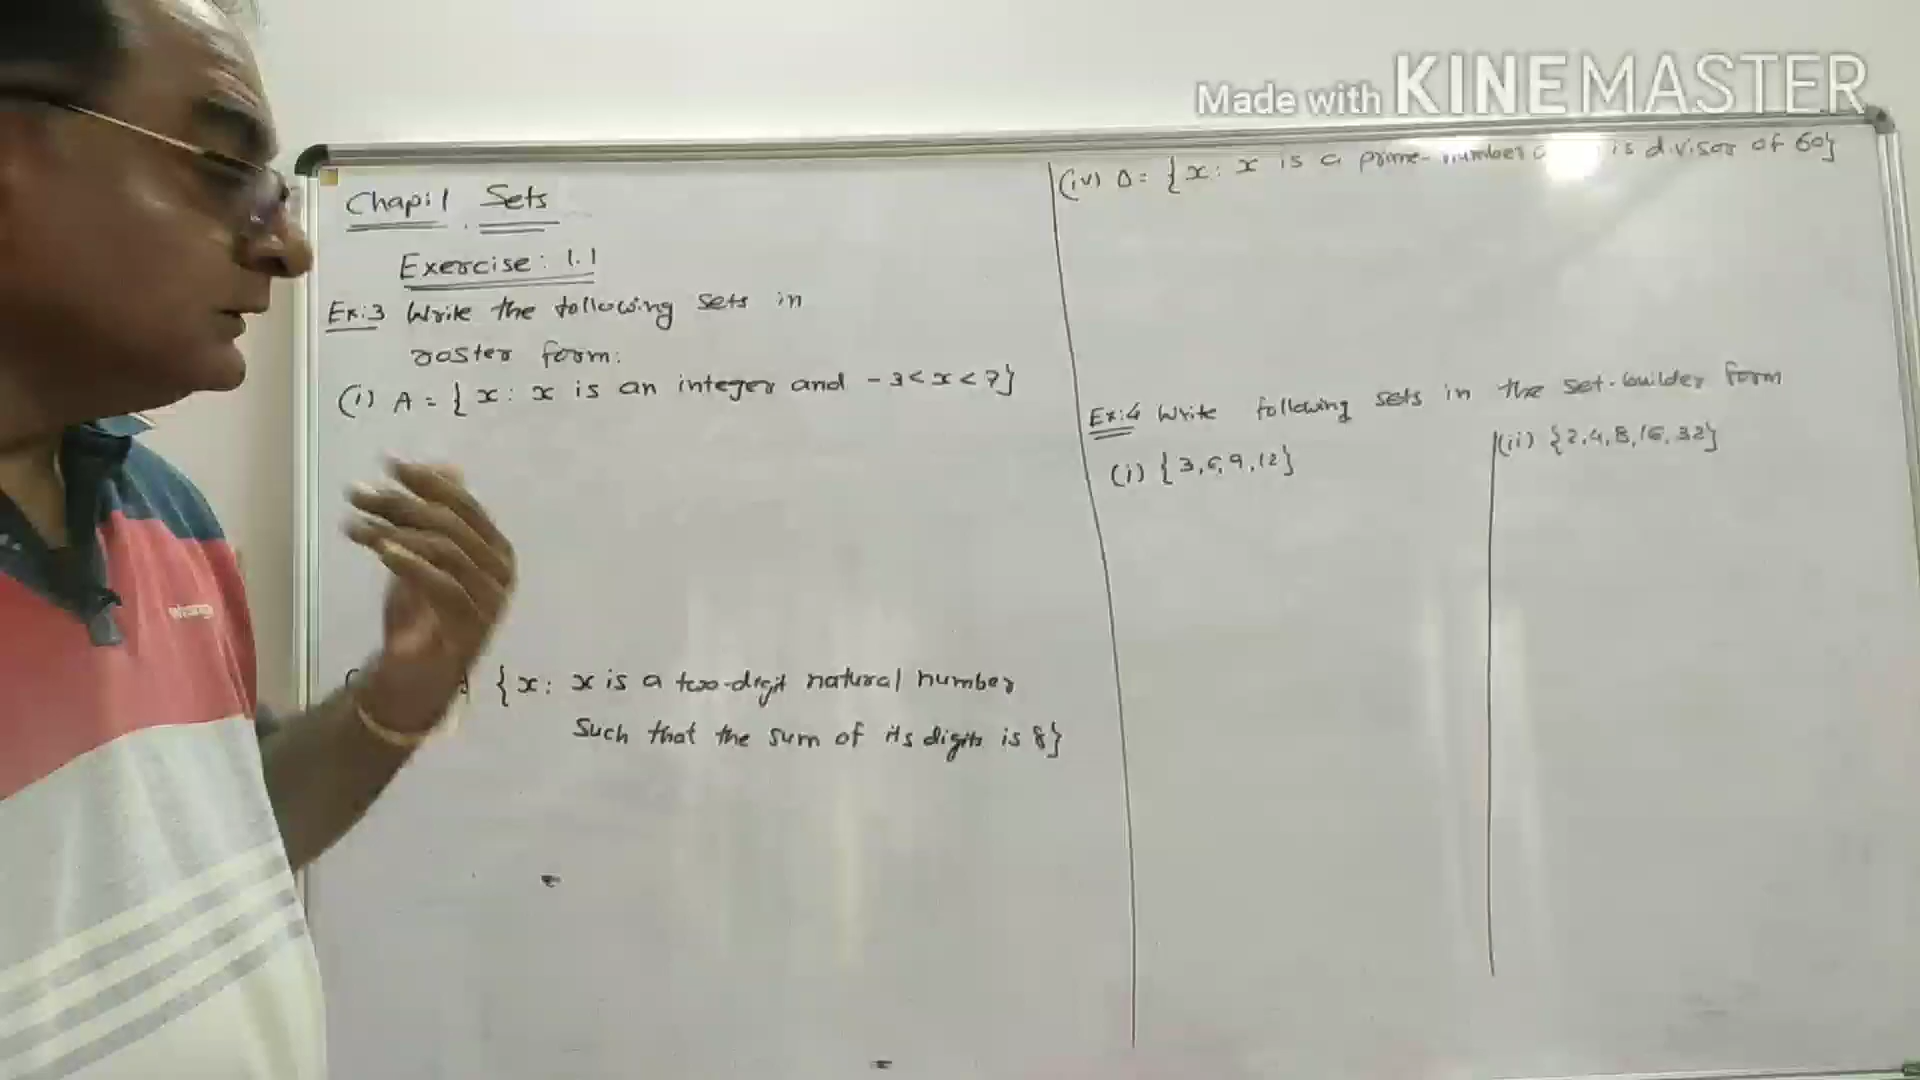 Made with KINEMASTER
Chap:1 Sets
Exercise: 1.1
Ex:3 Write the following sets in
roster form:
(i) A = { x : x is an integer and -3 < x < 7}
{x : x is a two-digit natural number
Such that the sum of its digits is 8}
(iv) D = { x : x is a prime number is divisor of 60}
Ex:4 Write following sets in the set-builder form
(i) {3, 6, 9, 12}
(ii) {2, 4, 8, 16, 32}